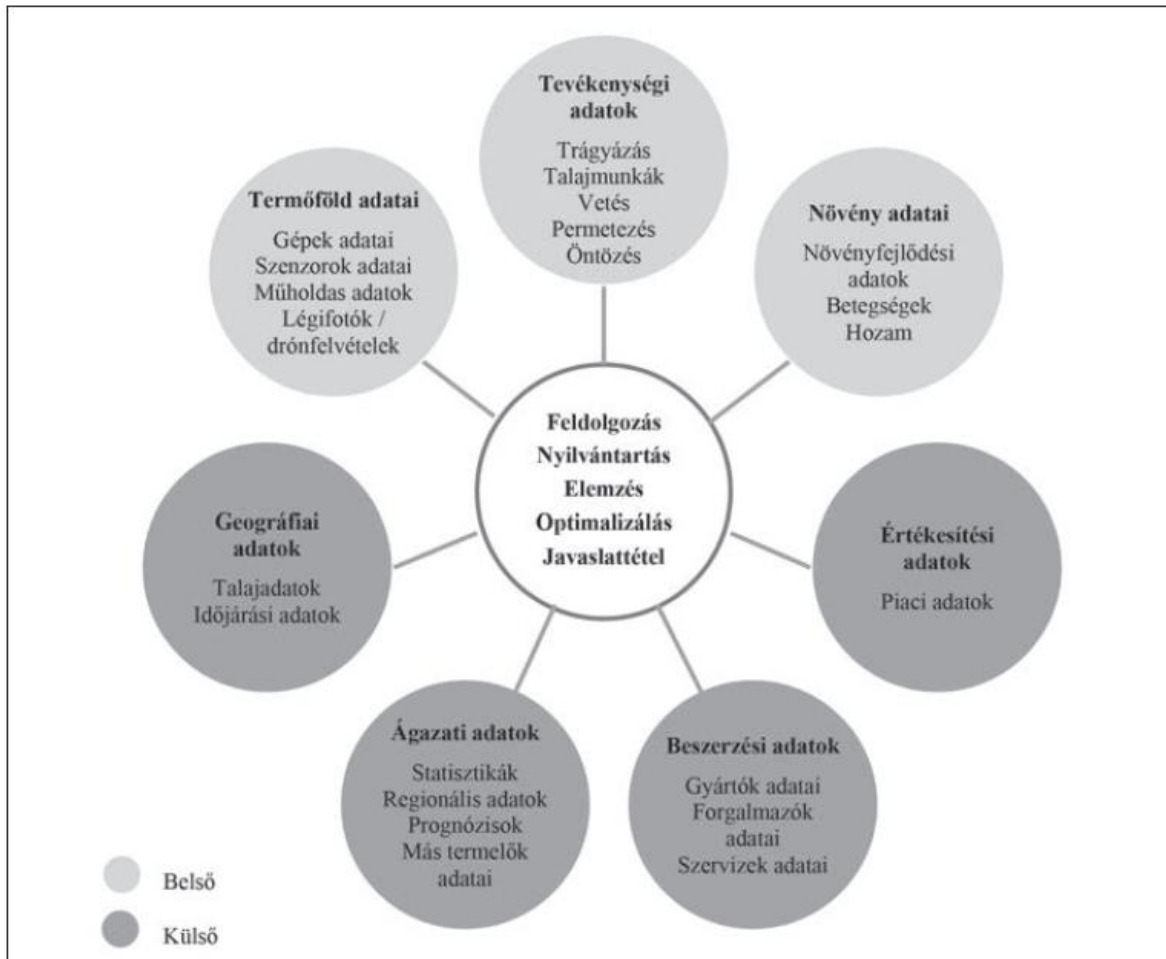 Tevékenységi
adatok
Trágyázás
Talajmunkák
Vetés
Permetezés
Öntözés
Termőföld adatai
Gépek adatai
Szenzorok adatai
Műholdas adatok
Légifotók /
drónfelvételek
Növény adatai
Növényfejlődési
adatok
Betegségek
Hozam
Feldolgozás
Nyilvántartás
Elemzés
Optimalizálás
Javaslattétel
Geográfiai
adatok
Talajadatok
Időjárási adatok
Értékesítési
adatok
Piaci adatok
Ágazati adatok
Statisztikák
Regionális adatok
Prognózisok
Más termelők
adatai
Beszerzési adatok
Gyártók adatai
Forgalmazók
adatai
Szervizek adatai
Belső
Külső